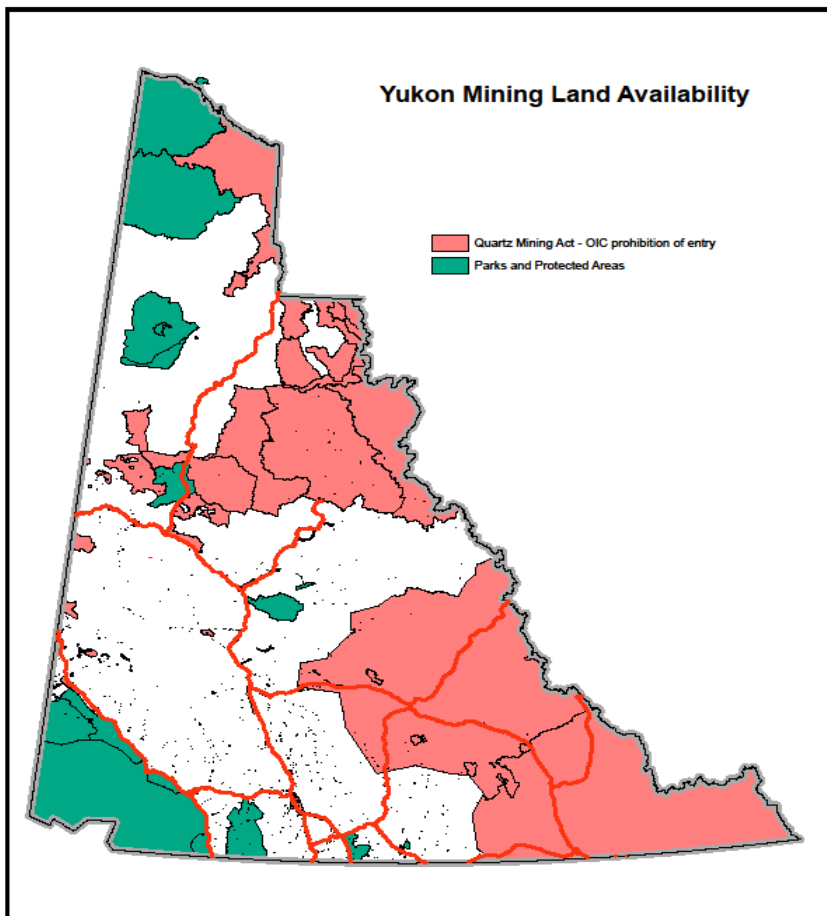 Yukon Mining Land Availability
Quartz Mining Act - OIC prohibition of entry
Parks and Protected Areas